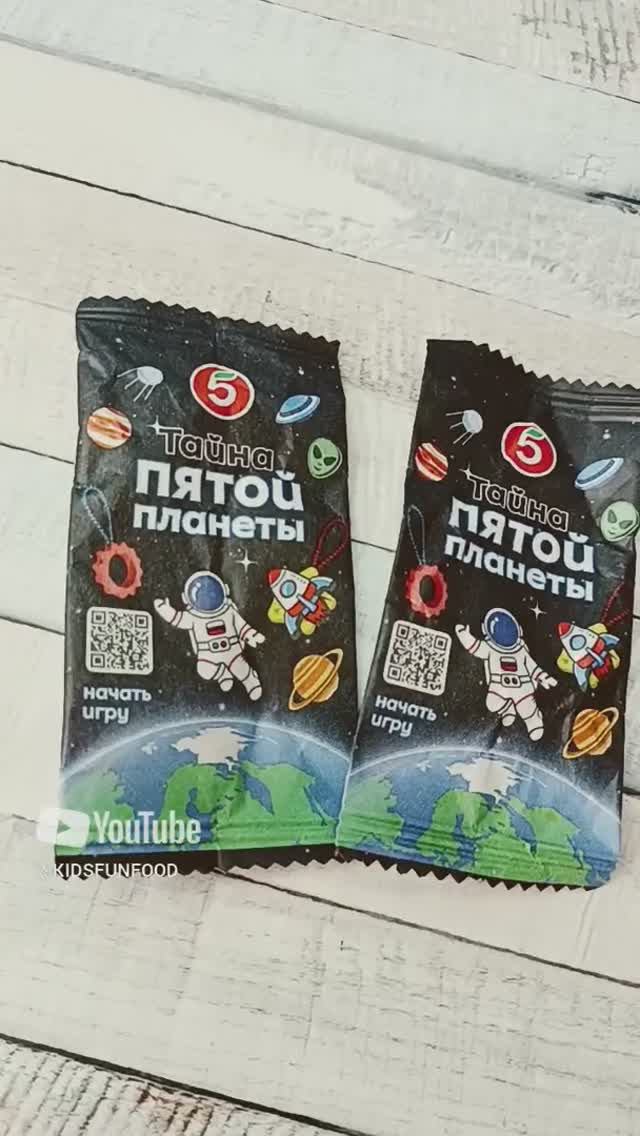 5
Тайна
ПЯТОЙ
планеты
начать
игру
5
Тайна
ПЯТОЙ
планеты
начать
игру
YouTube
KIDSFUNFOOD